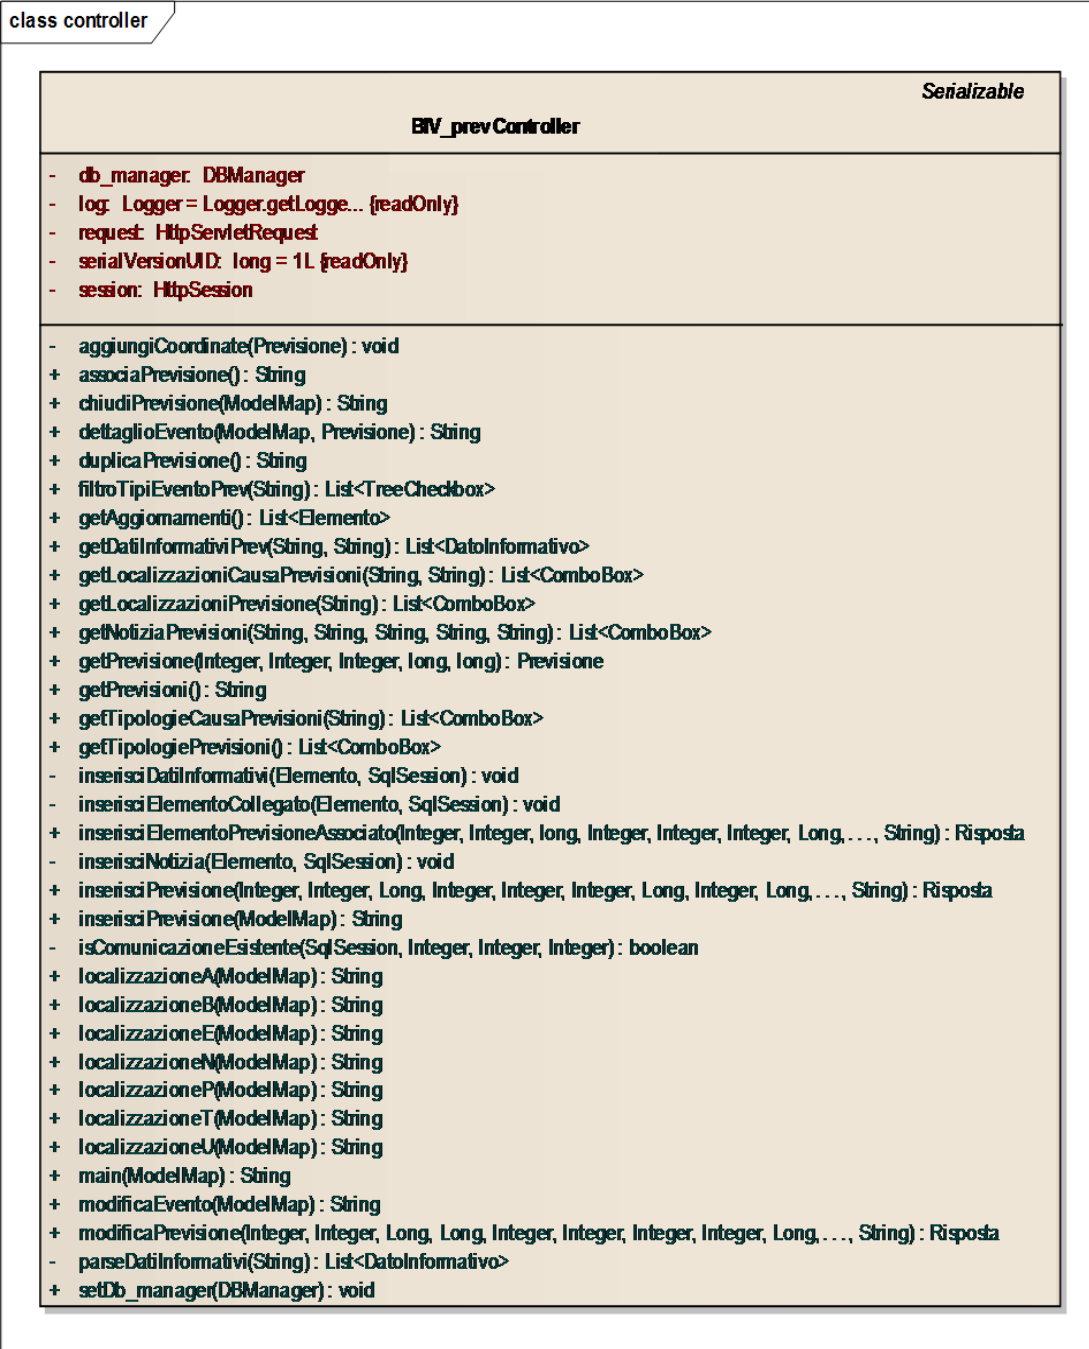 class controller
Serializable
BIV_prevController
- db_manager: DBManager
- log: Logger = Logger.getLogge... {readOnly}
- request: HttpServletRequest
- serialVersionUID: long = 1L {readOnly}
- session: HttpSession
- aggiungiCoordinate(Previsione) : void
+ associaPrevisione() : String
+ chiudiPrevisione(ModelMap) : String
+ dettaglioEvento(ModelMap, Previsione) : String
+ duplicaPrevisione() : String
+ filtroTipiEventoPrev(String) : List<TreeCheckbox>
+ getAggiornamenti() : List<Elemento>
+ getDatiInformativiPrev(String, String) : List<DatoInformativo>
+ getLocalizzazioniCausaPrevisioni(String, String) : List<ComboBox>
+ getLocalizzazioniPrevisione(String) : List<ComboBox>
+ getNotiziaPrevisioni(String, String, String, String, String) : List<ComboBox>
+ getPrevisione(Integer, Integer, Integer, long, long) : Previsione
+ getPrevisioni() : String
+ getTipologieCausaPrevisioni(String) : List<ComboBox>
+ getTipologiePrevisioni() : List<ComboBox>
- inserisciDatiInformativi(Elemento, SqlSession) : void
- inserisciElementoCollegato(Elemento, SqlSession) : void
+ inserisciElementoPrevisioneAssociato(Integer, Integer, long, Integer, Integer, Integer, Long, ..., String) : Risposta
- inserisciNotizia(Elemento, SqlSession) : void
+ inserisciPrevisione(Integer, Integer, Long, Integer, Integer, Integer, Long, Integer, Long, ..., String) : Risposta
+ inserisciPrevisione(ModelMap) : String
- isComunicazioneEsistente(SqlSession, Integer, Integer, Integer) : boolean
+ localizzazioneA(ModelMap) : String
+ localizzazioneB(ModelMap) : String
+ localizzazioneE(ModelMap) : String
+ localizzazioneN(ModelMap) : String
+ localizzazioneP(ModelMap) : String
+ localizzazioneT(ModelMap) : String
+ localizzazioneU(ModelMap) : String
+ main(ModelMap) : String
+ modificaEvento(ModelMap) : String
+ modificaPrevisione(Integer, Integer, Long, Long, Integer, Integer, Integer, Integer, Long, ..., String) : Risposta
- parseDatiInformativi(String) : List<DatoInformativo>
+ setDb_manager(DBManager) : void